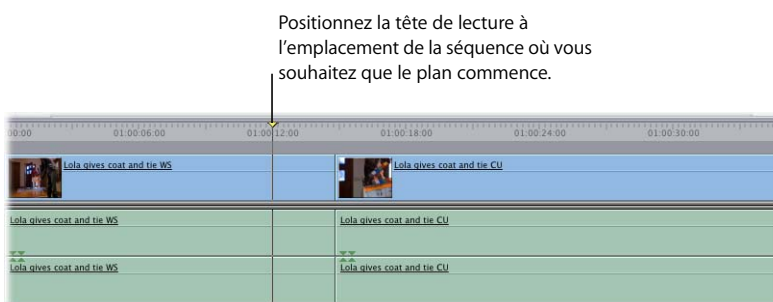 Positionnez la tête de lecture à
l’emplacement de la séquence où vous
souhaitez que le plan commence.
00:00 01:00:06:00 01:00:12:00 01:00:18:00 01:00:24:00 01:00:30:00
Lola gives coat and tie WS Lola gives coat and tie CU
Lola gives coat and tie WS Lola gives coat and tie CU
Lola gives coat and tie WS Lola gives coat and tie CU